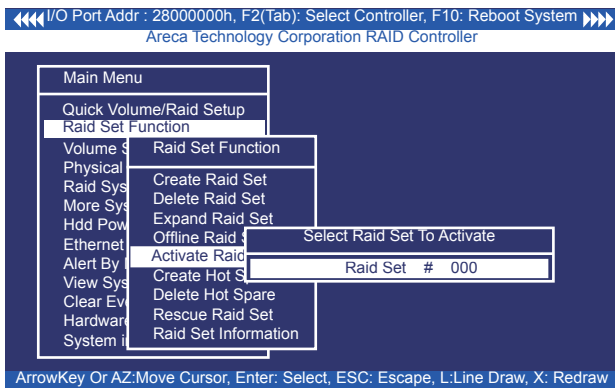 I/O Port Addr : 28000000h, F2(Tab): Select Controller, F10: Reboot System
Areca Technology Corporation RAID Controller
Main Menu
Quick Volume/Raid Setup
Raid Set Function
Volume
Physical
Raid Sys
More Sys
Hdd Pow
Ethernet
Alert By
View Sys
Clear Ev
Hardware
System i
Raid Set Function
Create Raid Set
Delete Raid Set
Expand Raid Set
Offline Raid
Activate Raid
Create Hot S
Delete Hot Spare
Rescue Raid Set
Raid Set Information
Select Raid Set To Activate
Raid Set # 000
ArrowKey Or AZ:Move Cursor, Enter: Select, ESC: Escape, L:Line Draw, X: Redraw